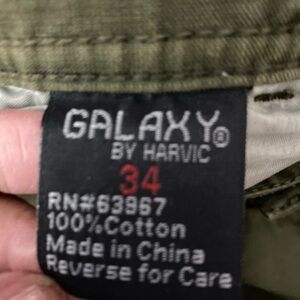 GALAXY®
BY HARVIC
34
RN#63967
100%Cotton
Made in China
Reverse for Care